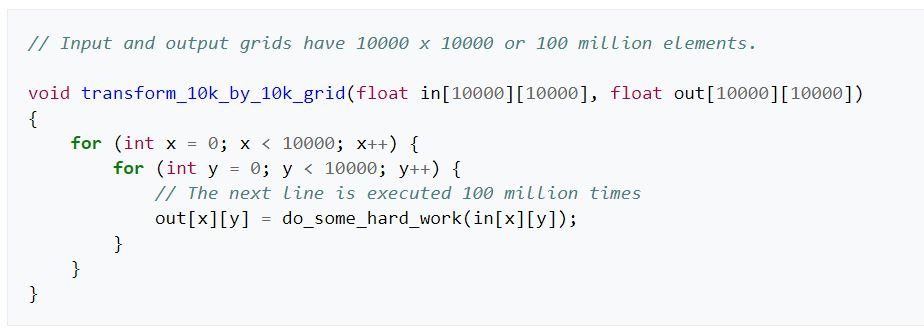 // Input and output grids have 10000 x 10000 or 100 million elements.
void transform_10k_by_10k_grid(float in[10000][10000], float out[10000][10000])
{
    for (int x = 0; x < 10000; x++) {
        for (int y = 0; y < 10000; y++) {
            // The next line is executed 100 million times
            out[x][y] = do_some_hard_work(in[x][y]);
        }
    }
}